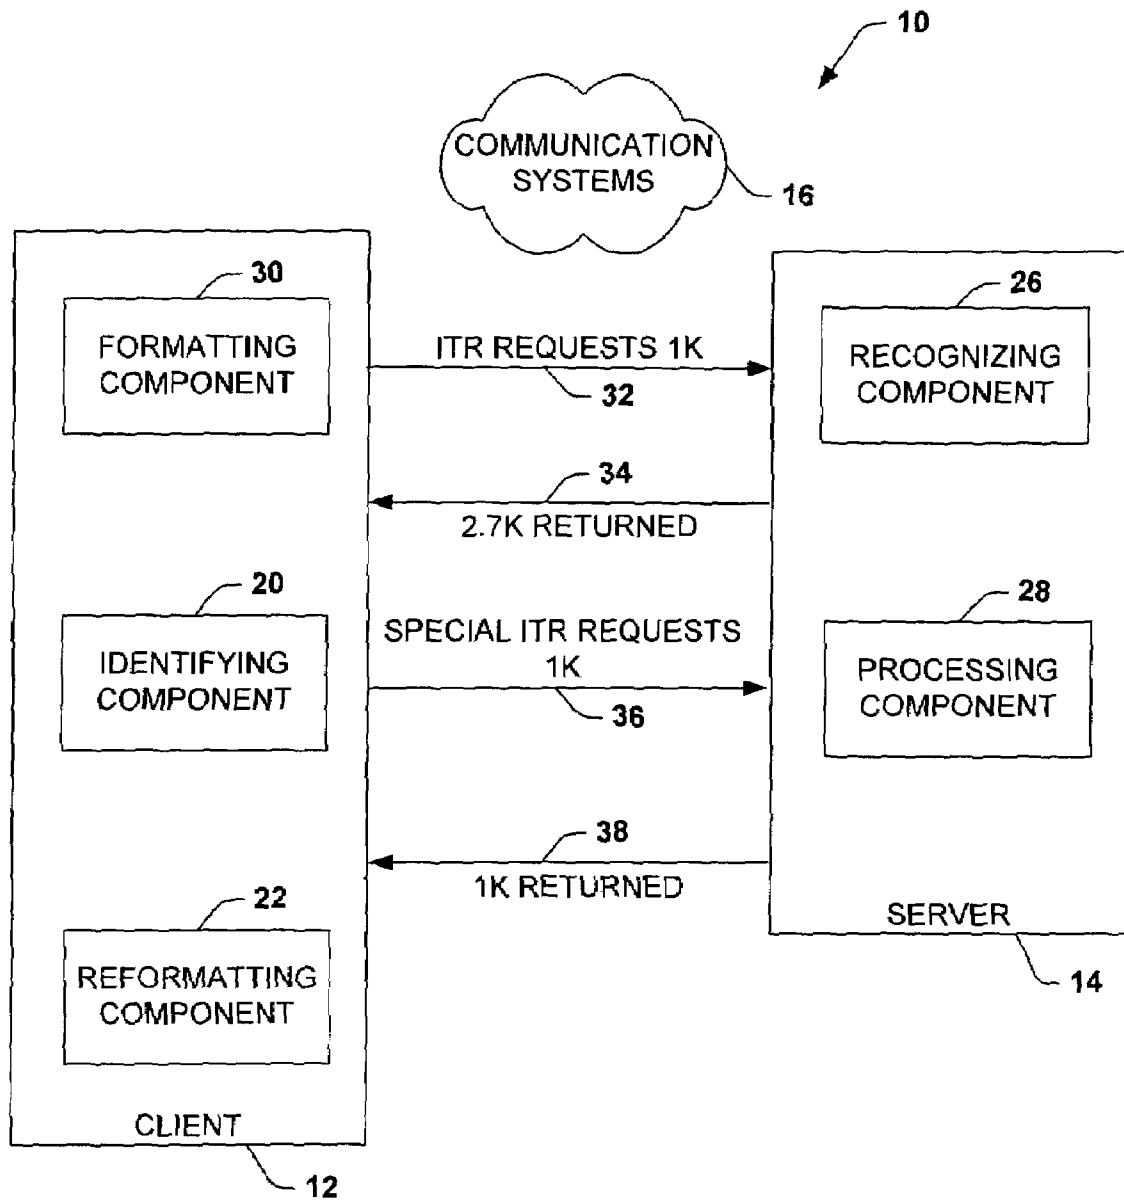 10
COMMUNICATION
SYSTEMS
16
30
FORMATTING
COMPONENT
ITR REQUESTS 1K
32
26
RECOGNIZING
COMPONENT
34
2.7K RETURNED
20
IDENTIFYING
COMPONENT
SPECIAL ITR REQUESTS
1K
36
28
PROCESSING
COMPONENT
38
1K RETURNED
22
REFORMATTING
COMPONENT
SERVER
14
CLIENT
12